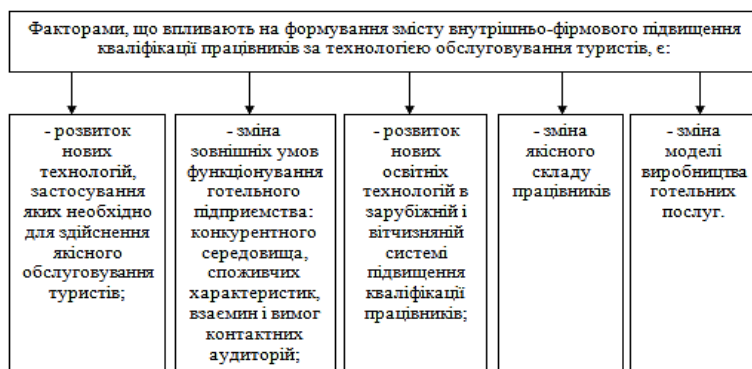 Факторами, що впливають на формування змісту внутрішньо-фірмового підвищення
кваліфікації працівників за технологією обслуговування туристів, є:
- розвиток
нових
технологій,
застосування
яких необхідно
для здійснення
якісного
обслуговування
туристів;
- зміна
зовнішніх умов
функціонування
готельного
підприємства:
конкурентного
середовища,
споживчих
характеристик,
взаємин і вимог
контактних
аудиторій;
- розвиток
нових
освітніх
технологій в
зарубіжній і
вітчизняній
системі
підвищення
кваліфікації
працівників;
- зміна
якісного
складу
працівників
- зміна
моделі
виробництва
готельних
послуг.